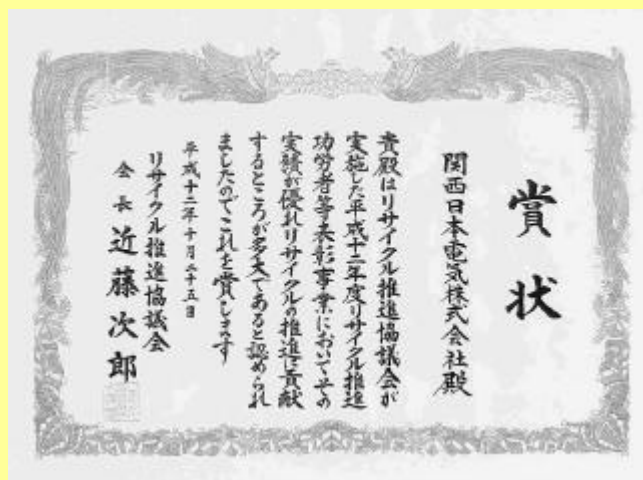 賞状
関西日本電気株式会社殿
貴殿はリサイクル推進協議会が
実施した平成十二年度リサイクル推進
功労者等表彰事業においてその
実績が優れリサイクルの推進に貢献
するところが多大であると認められ
ましたのでこれを賞します
平成十二年十月二十五日
リサイクル推進協議会
会長 近藤次郎